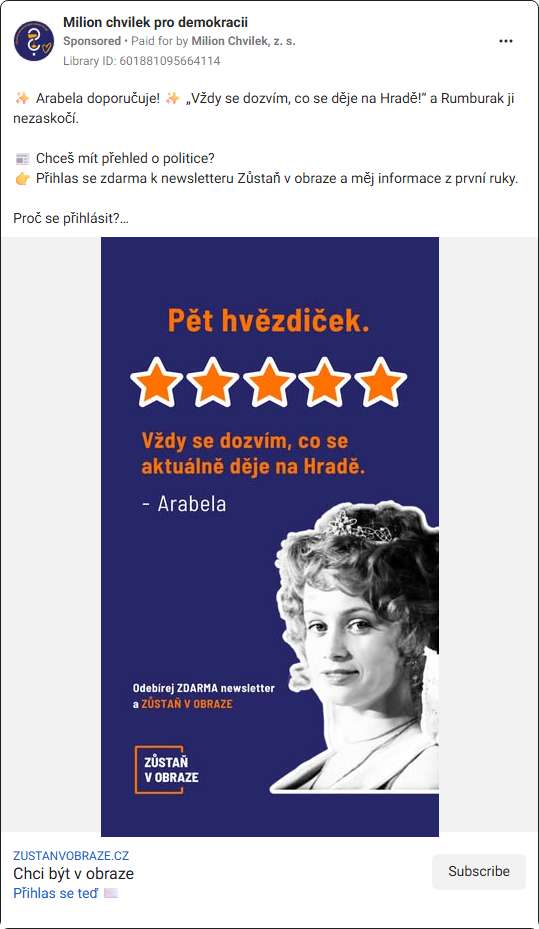 Milion chvilek pro demokracii
Sponsored • Paid for by Milion Chvilek, z. s.
Library ID: 601881095664114
✨ Arabela doporučuje! ✨ „Vždy se dozvím, co se děje na Hradě!“ a Rumburak ji
nezaskočí.
📰 Chceš mít přehled o politice?
👉 Přihlas se zdarma k newsletteru Zůstaň v obraze a měj informace z první ruky.
Proč se přihlásit?...
Pět hvězdiček.
Vždy se dozvím, co se
aktuálně děje na Hradě.
- Arabela
Odebírej ZDARMA newsletter
a ZŮSTAŇ V OBRAZE
ZŮSTAŇ
V OBRAZE
ZUSTANVOBRAZE.CZ
Chci být v obraze
Přihlas se teď 📨
Subscribe